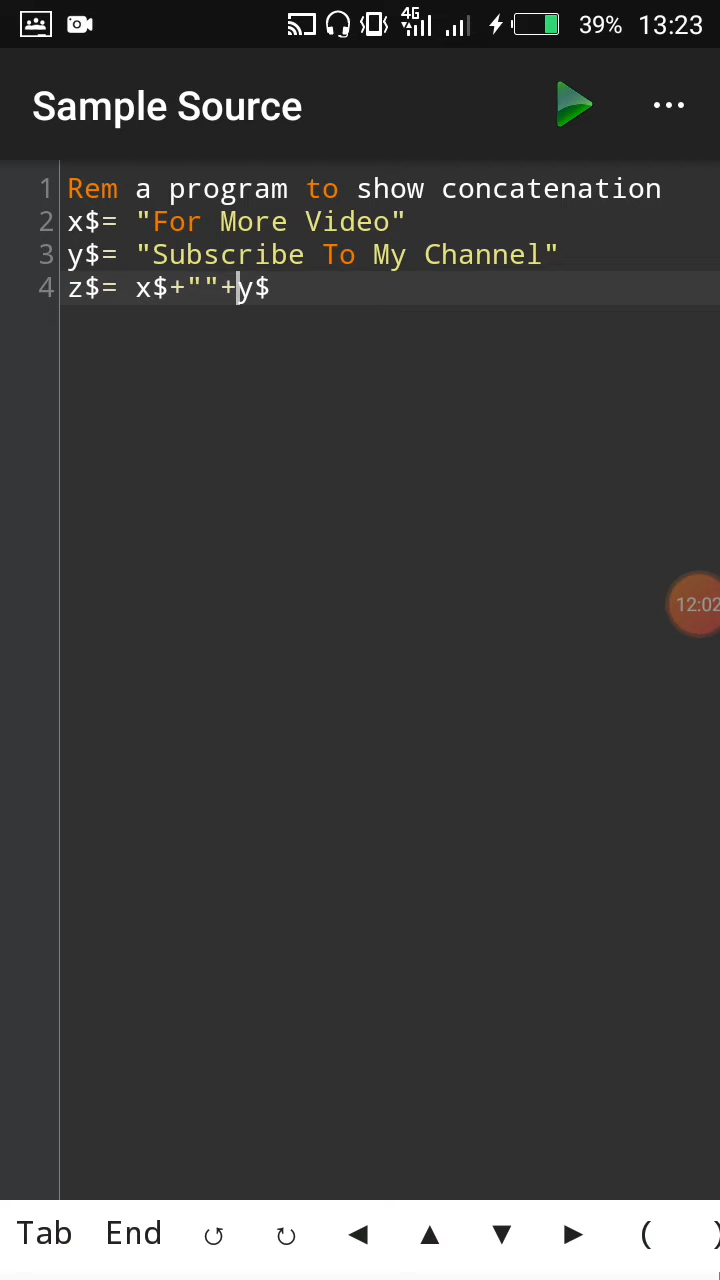 4G 39% 13:23
Sample Source
1 Rem a program to show concatenation
2 x$= "For More Video"
3 y$= "Subscribe To My Channel"
4 z$= x$+""+y$
12:02
Tab End ( )